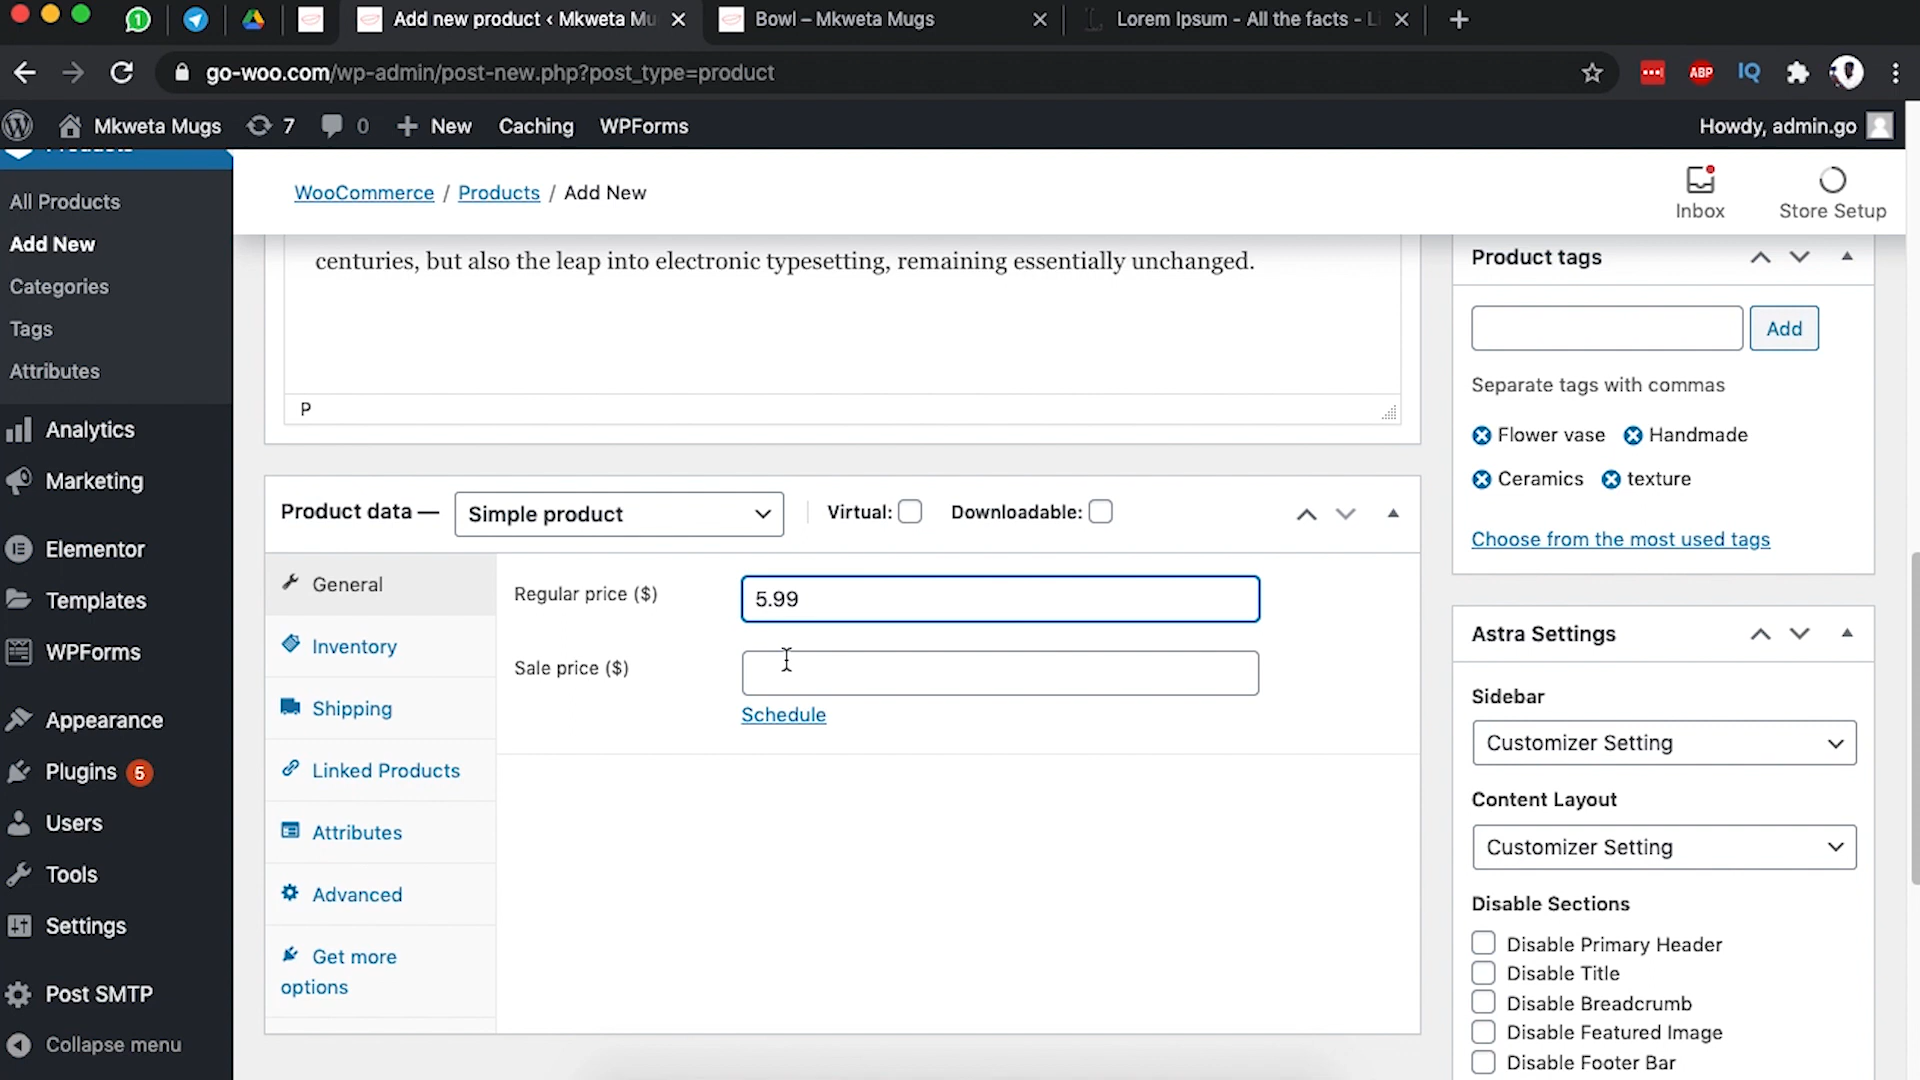 Add new product ‹ Mkweta Mu
Bowl – Mkweta Mugs
Lorem Ipsum - All the facts - Li
go-woo.com/wp-admin/post-new.php?post_type=product
ABP
IQ
Mkweta Mugs
7
0
New
Caching
WPForms
Howdy, admin.go
Products
All Products
Add New
Categories
Tags
Attributes
Analytics
Marketing
Elementor
Templates
WPForms
Appearance
Plugins 5
Users
Tools
Settings
Post SMTP
Collapse menu
WooCommerce / Products / Add New
Inbox
Store Setup
centuries, but also the leap into electronic typesetting, remaining essentially unchanged.
P
Product data —
Simple product
Virtual:
Downloadable:
General
Inventory
Shipping
Linked Products
Attributes
Advanced
Get more
options
Regular price ($)
5.99
Sale price ($)
Schedule
Product tags
Add
Separate tags with commas
Flower vase
Handmade
Ceramics
texture
Choose from the most used tags
Astra Settings
Sidebar
Customizer Setting
Content Layout
Customizer Setting
Disable Sections
Disable Primary Header
Disable Title
Disable Breadcrumb
Disable Featured Image
Disable Footer Bar